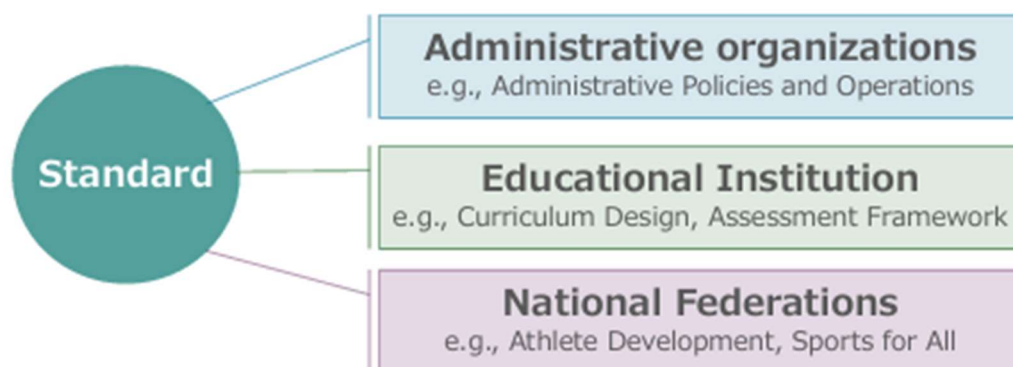 Standard
Administrative organizations
e.g., Administrative Policies and Operations
Educational Institution
e.g., Curriculum Design, Assessment Framework
National Federations
e.g., Athlete Development, Sports for All